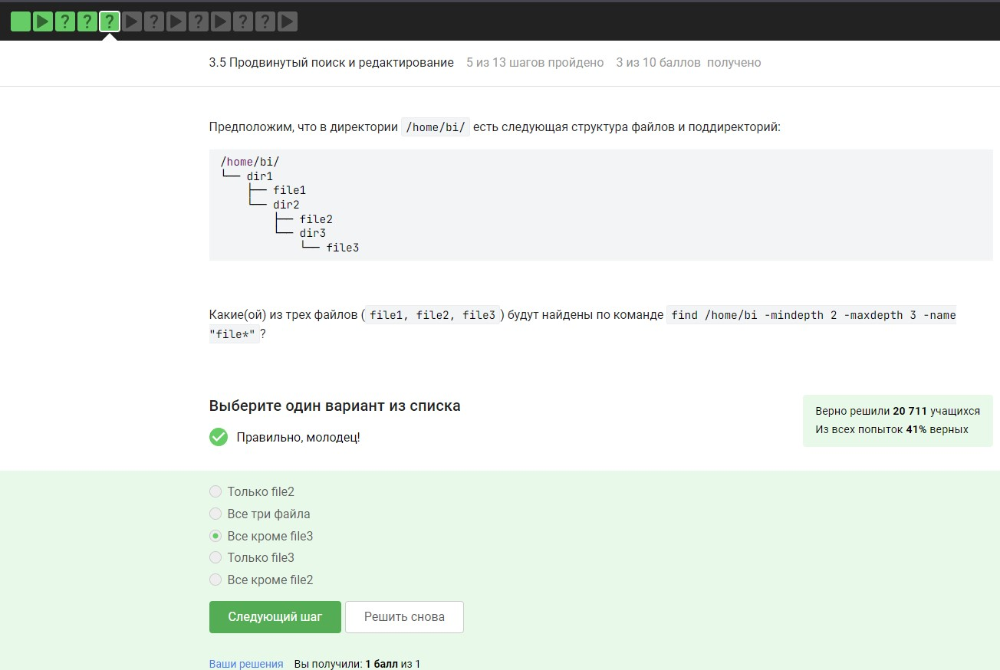 ? ? ? ? ? ? ?
3.5 Продвинутый поиск и редактирование 5 из 13 шагов пройдено 3 из 10 баллов получено
Предположим, что в директории /home/bi/ есть следующая структура файлов и поддиректорий:
/home/bi/
└── dir1
    ├── file1
    └── dir2
        ├── file2
        └── dir3
            └── file3
Какие(ой) из трех файлов ( file1, file2, file3 ) будут найдены по команде find /home/bi -mindepth 2 -maxdepth 3 -name
"file*" ?
Выберите один вариант из списка
Правильно, молодец!
Верно решили 20 711 учащихся
Из всех попыток 41% верных
Только file2
Все три файла
Все кроме file3
Только file3
Все кроме file2
Следующий шаг Решить снова
Ваши решения Вы получили: 1 балл из 1